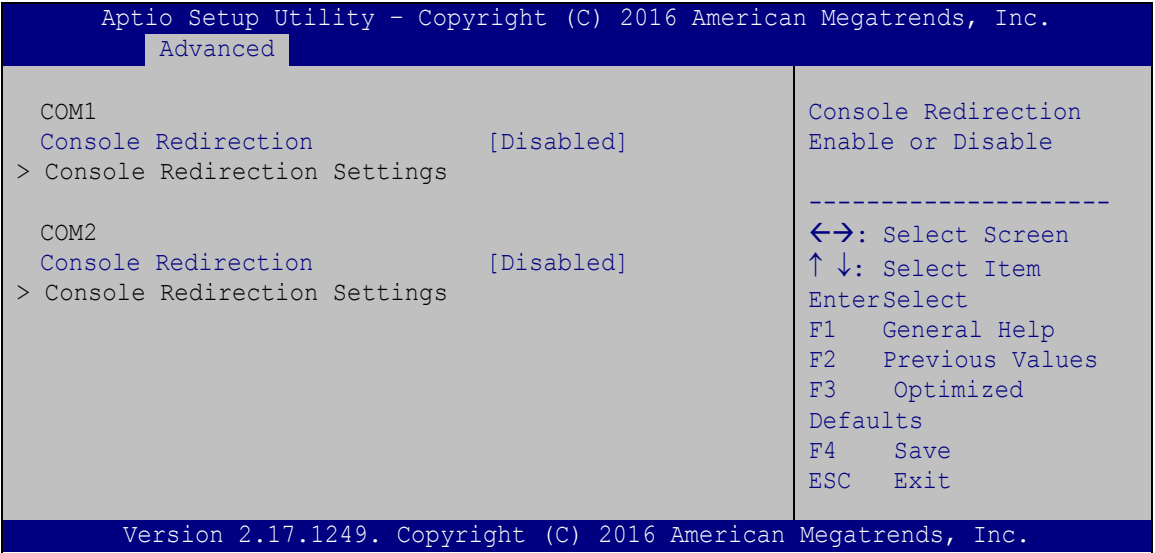 Aptio Setup Utility – Copyright (C) 2016 American Megatrends, Inc.
Advanced
COM1
Console Redirection [Disabled]
> Console Redirection Settings
COM2
Console Redirection [Disabled]
> Console Redirection Settings
Console Redirection
Enable or Disable
---------------------
←→: Select Screen
↑ ↓: Select Item
EnterSelect
F1 General Help
F2 Previous Values
F3 Optimized
Defaults
F4 Save
ESC Exit
Version 2.17.1249. Copyright (C) 2016 American Megatrends, Inc.